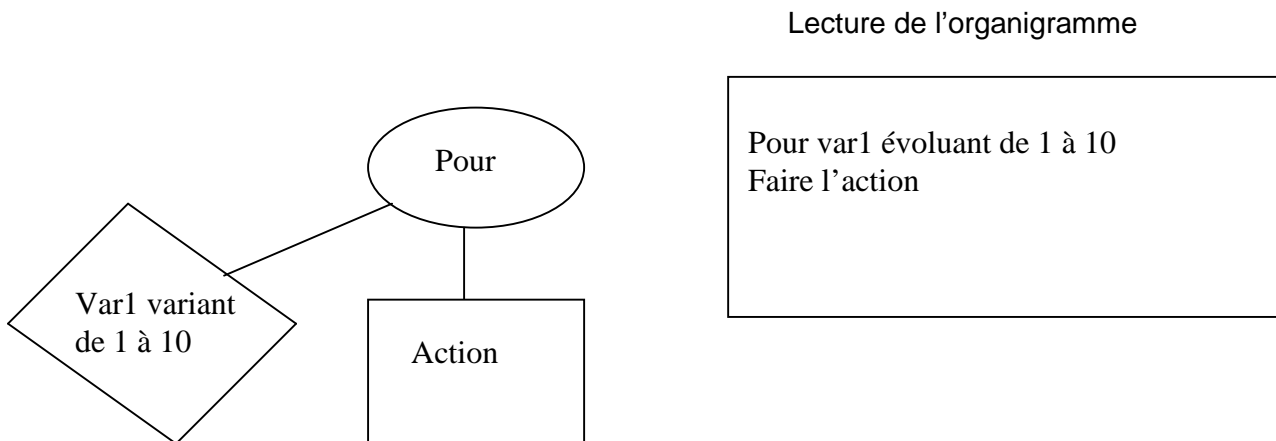 Lecture de l’organigramme
Pour
Var1 variant
de 1 à 10
Action
Pour var1 évoluant de 1 à 10
Faire l’action